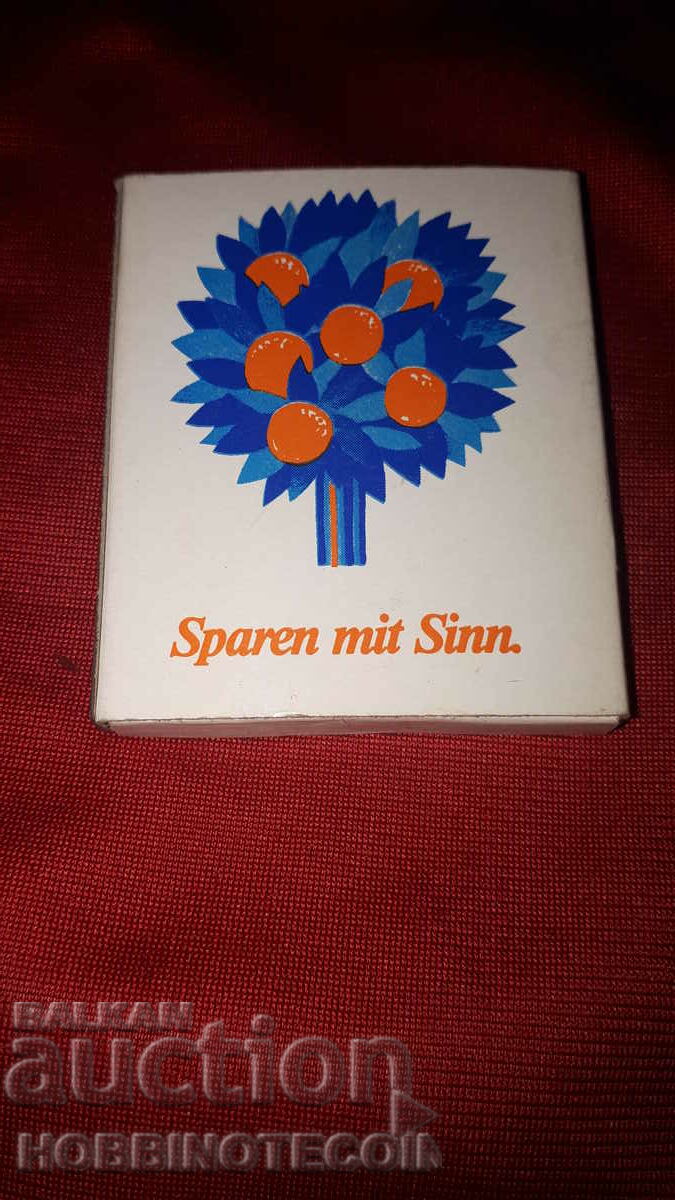 Sparen mit Sinn.
BALKAN
auction
HOBBINOTECOIN